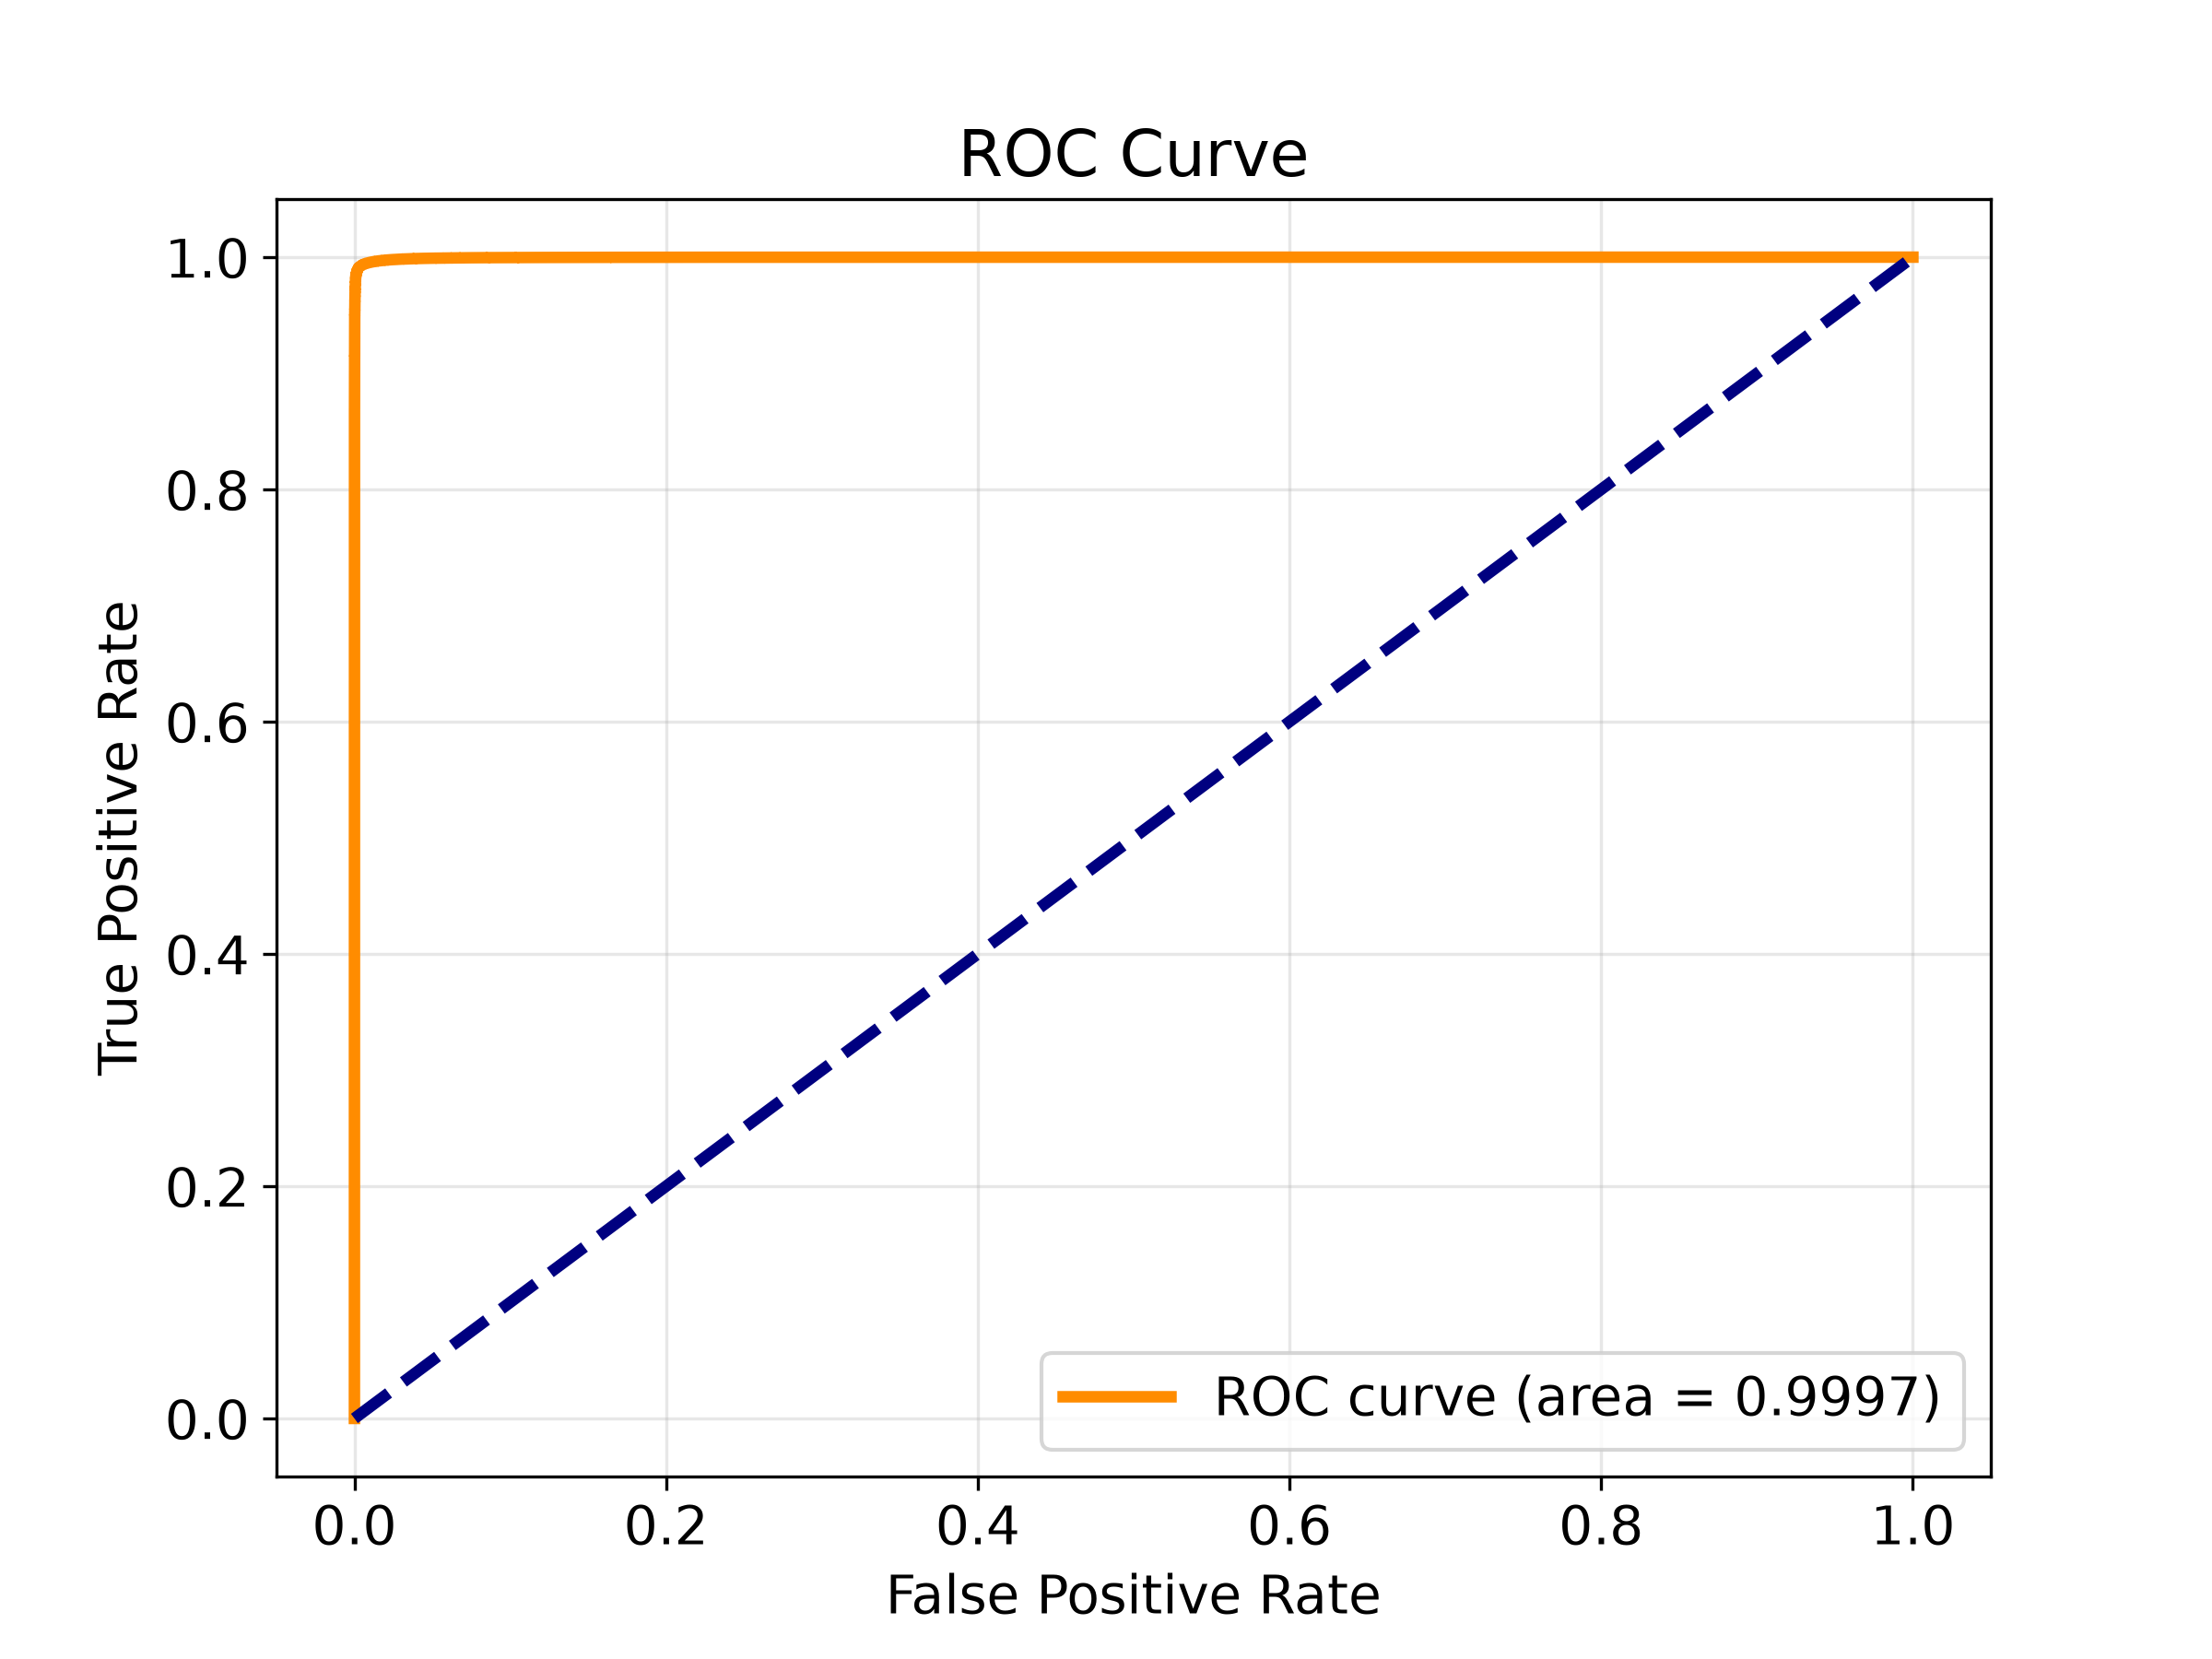 ROC Curve
True Positive Rate
1.0
0.8
0.6
0.4
0.2
0.0
ROC curve (area = 0.9997)
0.0 0.2 0.4 0.6 0.8 1.0
False Positive Rate